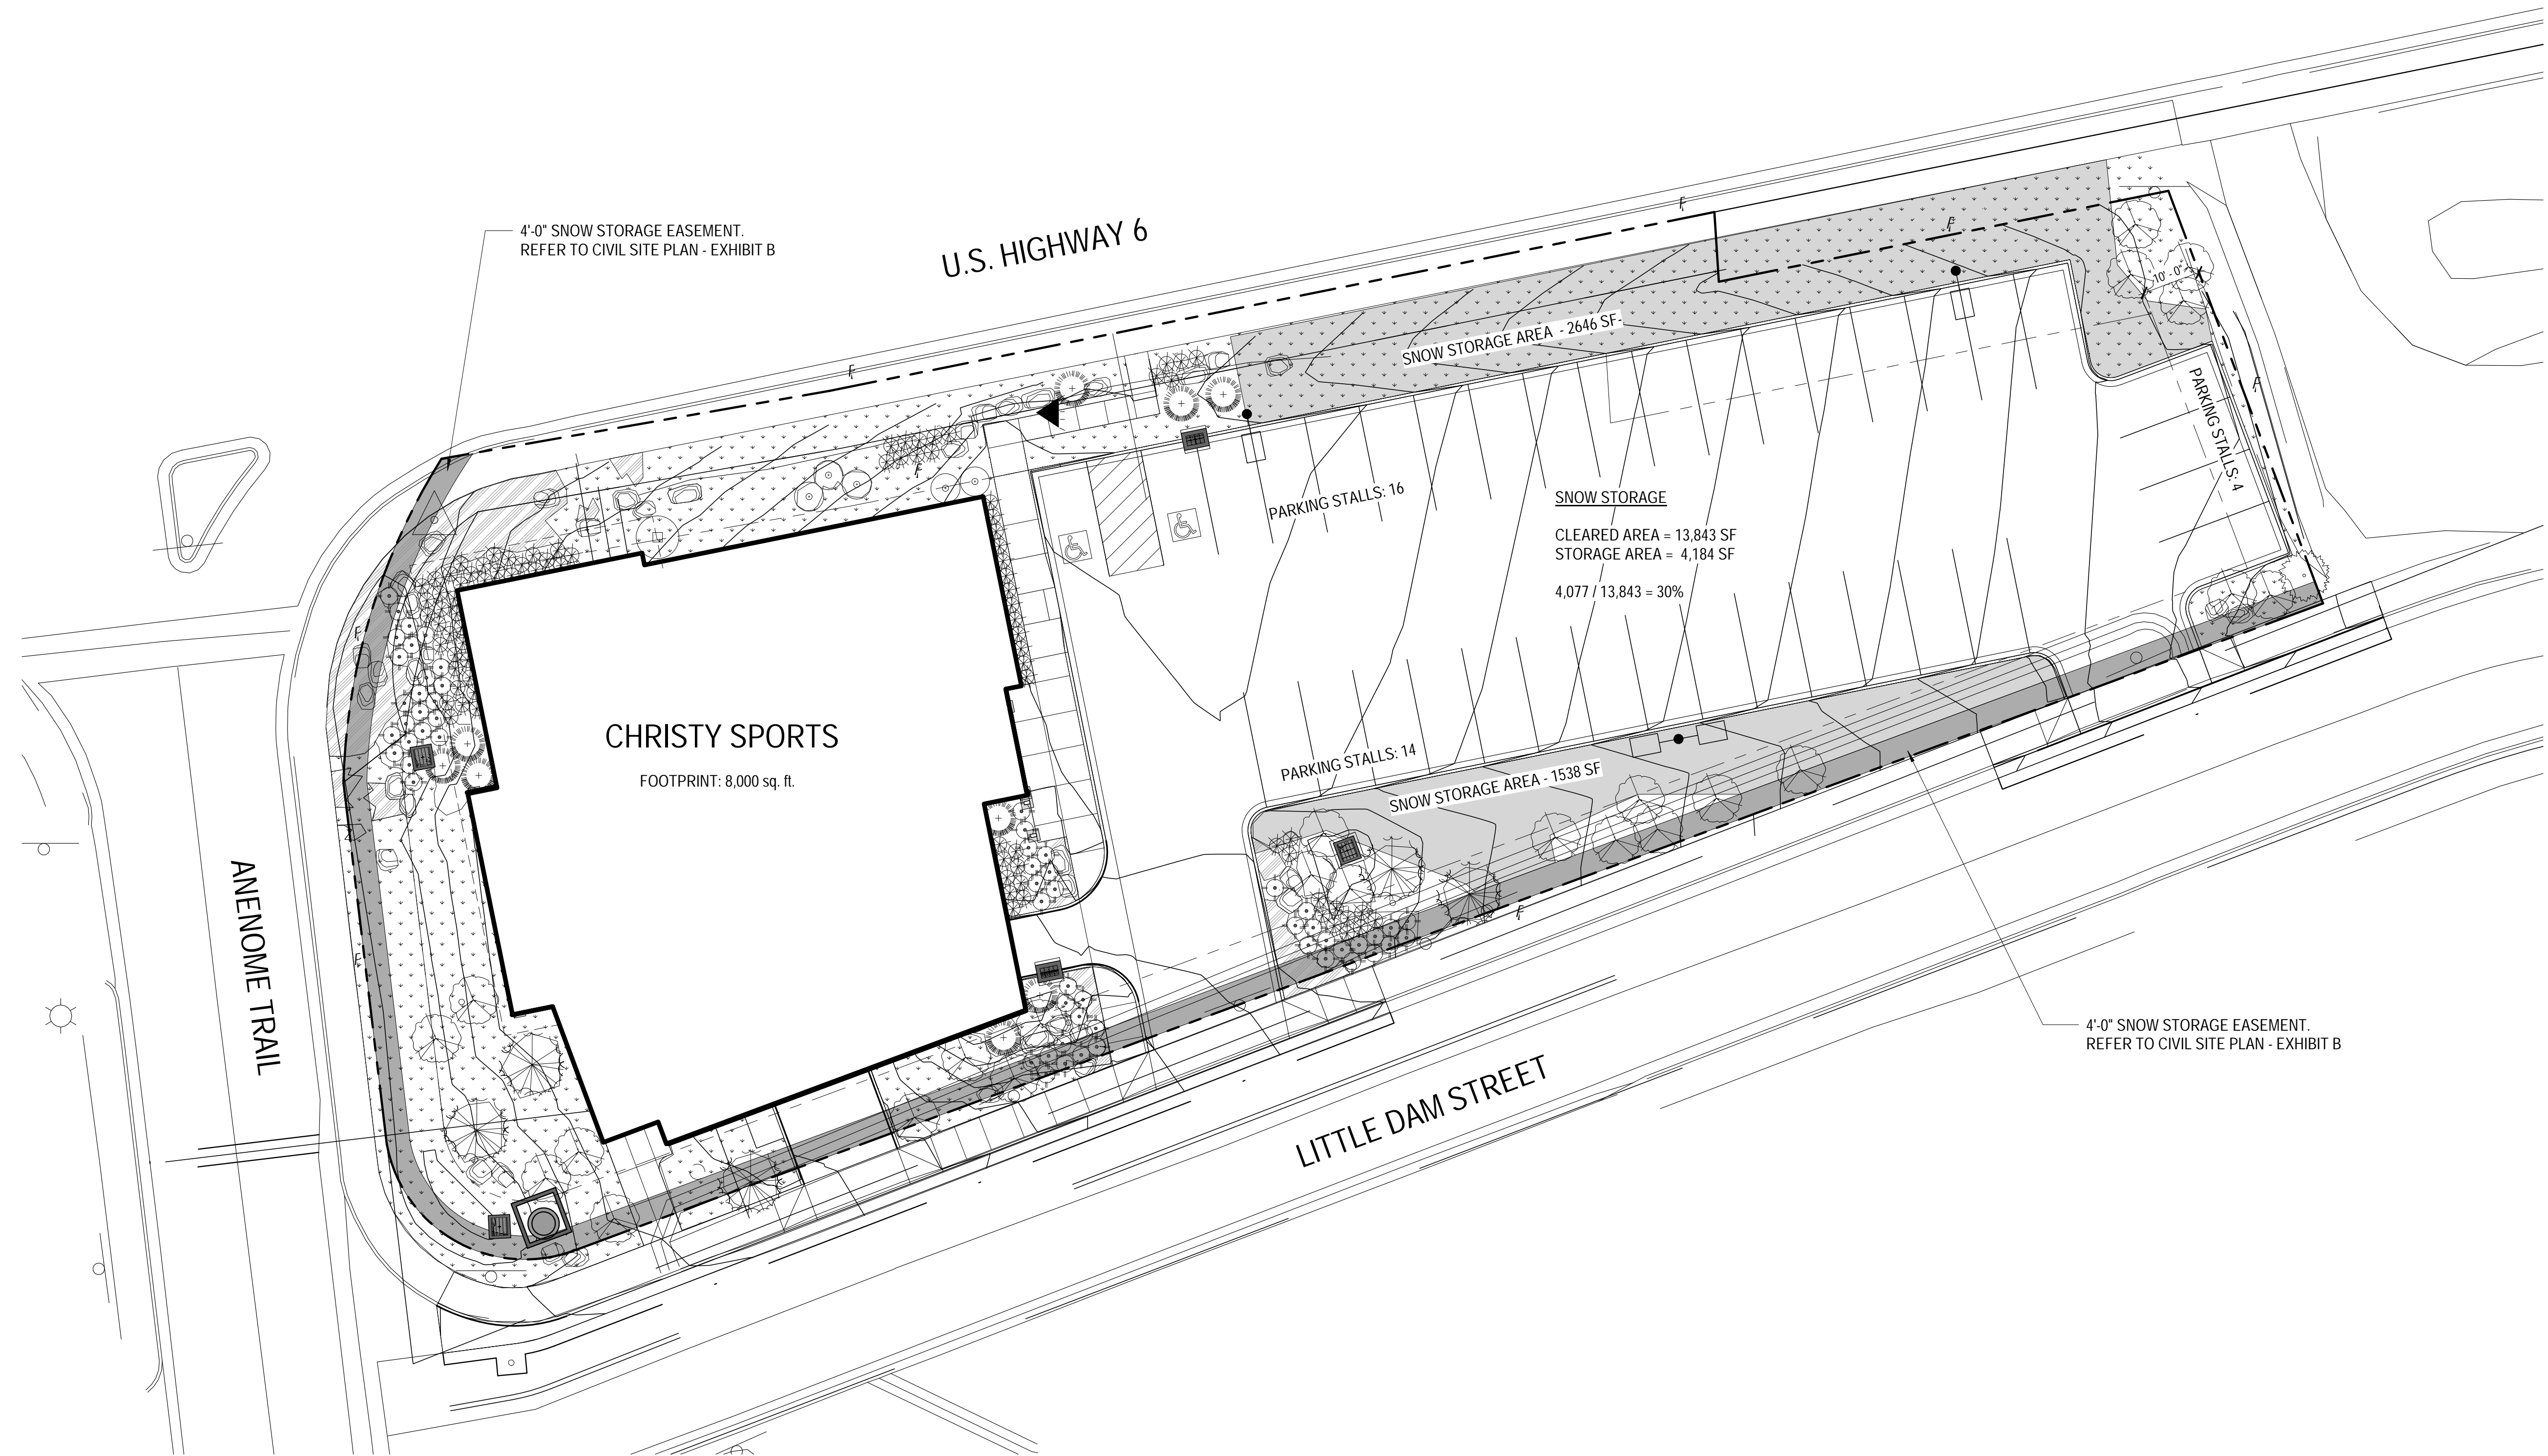 U.S. HIGHWAY 6
4'-0" SNOW STORAGE EASEMENT.
REFER TO CIVIL SITE PLAN - EXHIBIT B
10' - 0"
SNOW STORAGE AREA - 2646 SF
PARKING STALLS: 4
PARKING STALLS: 16
SNOW STORAGE
CLEARED AREA = 13,843 SF
STORAGE AREA = 4,184 SF
4,077 / 13,843 = 30%
CHRISTY SPORTS
FOOTPRINT: 8,000 sq. ft.
PARKING STALLS: 14
SNOW STORAGE AREA - 1538 SF
ANENOME TRAIL
4'-0" SNOW STORAGE EASEMENT.
REFER TO CIVIL SITE PLAN - EXHIBIT B
LITTLE DAM STREET